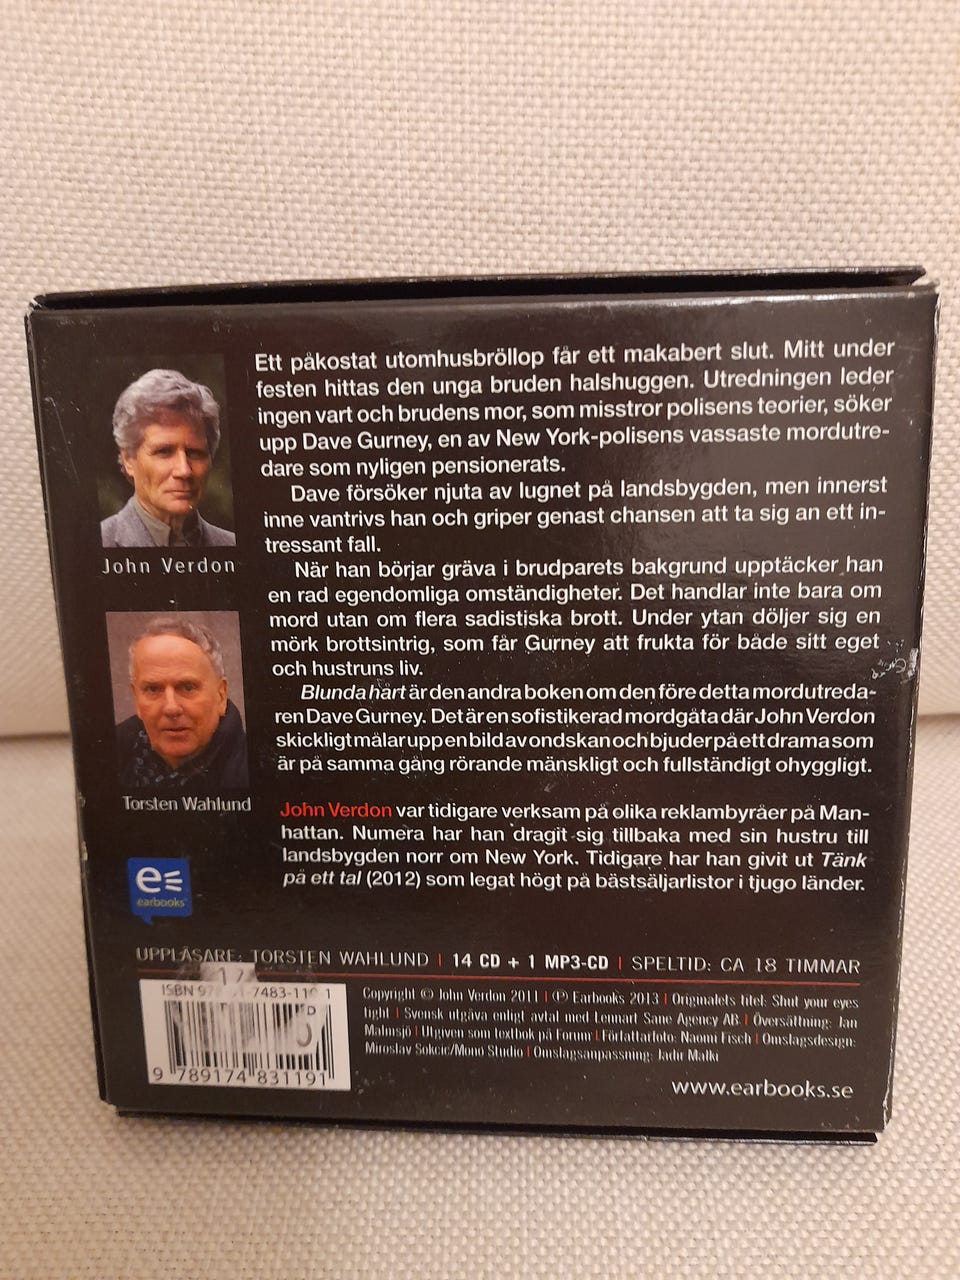 Ett påkostat utomhusbröllop får ett makabert slut. Mitt under
festen hittas den unga bruden halshuggen. Utredningen leder
ingen vart och brudens mor, som misstror polisens teorier, söker
upp Dave Gurney, en av New York-polisens vassaste mordutre-
dare som nyligen pensionerats.
Dave försöker njuta av lugnet på landsbygden, men innerst
inne vantrivs han och griper genast chansen att ta sig an ett in-
tressant fall.
När han börjar gräva i brudparets bakgrund upptäcker han
en rad egendomliga omständigheter. Det handlar inte bara om
mord utan om flera sadistiska brott. Under ytan döljer sig en
mörk brottsintrig, som får Gurney att frukta för både sitt eget
och hustruns liv.
Blunda hårt är den andra boken om den före detta mordutreda-
ren Dave Gurney. Det är en sofistikerad mordgåta där John Verdon
skickligt målar upp en bild av ondskan och bjuder på ett drama som
är på samma gång rörande mänskligt och fullständigt ohyggligt.
John Verdon var tidigare verksam på olika reklambyråer på Man-
hattan. Numera har han dragit sig tillbaka med sin hustru till
landsbygden norr om New York. Tidigare har han givit ut Tänk
på ett tal (2012) som legat högt på bästsäljarlistor i tjugo länder.
John Verdon
Torsten Wahlund
e
earbooks
UPPLÄSARE: TORSTEN WAHLUND | 14 CD + 1 MP3-CD | SPELTID: CA 18 TIMMAR
ISBN 97 -7483-11 1
9 789174 831191
Copyright © John Verdon 2011 | ℗ Earbooks 2013 | Originalets titel: Shut your eyes
tight | Svensk utgåva enligt avtal med Lennart Sane Agency AB | Översättning: Jan
Malmsjö | Utgiven som textbok på Forum | Författarfoto: Naomi Fisch | Omslagsdesign:
Miroslav Sokcic/Mono Studio | Omslagsanpassning: Jadir Malki
www.earbooks.se